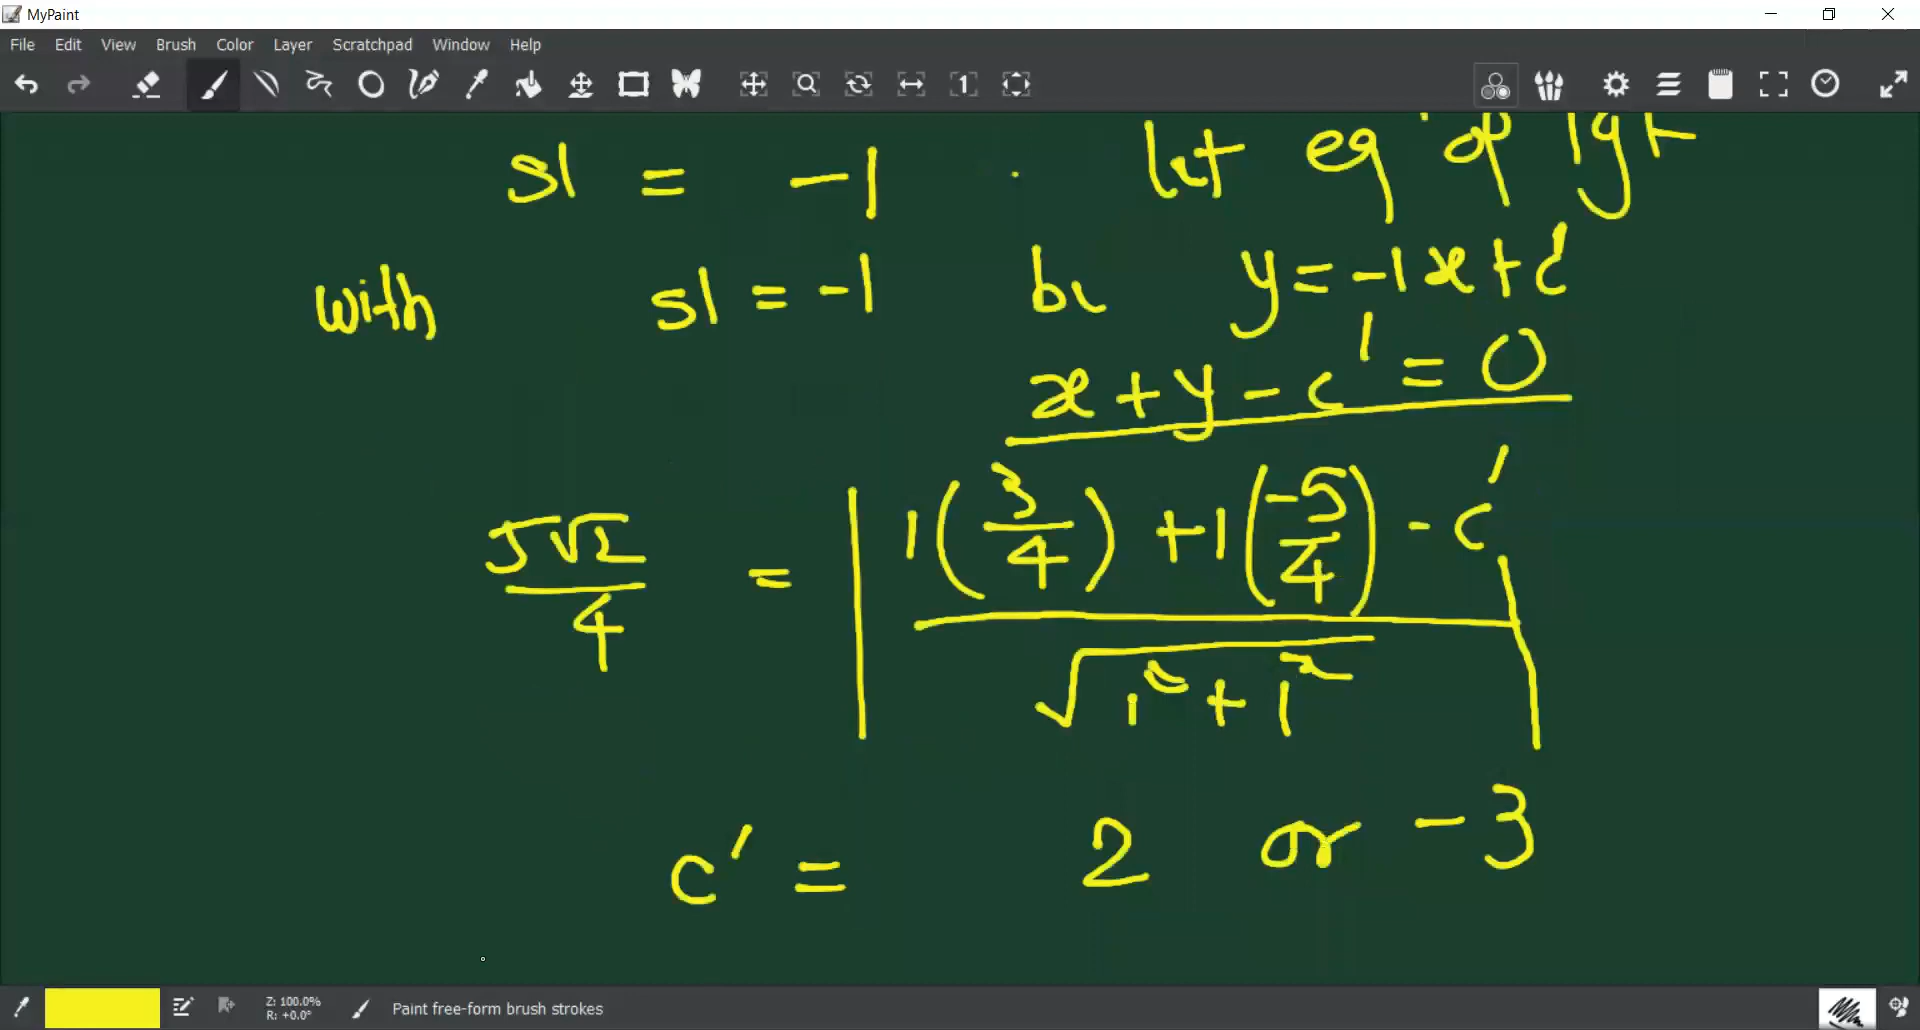 MyPaint
File Edit View Brush Color Layer Scratchpad Window Help
sl = -1 . let eq' of tgt
with sl = -1 be y = -1x + c'
x + y - c' = 0
5√2/4 = | (1(3/4) + 1(-5/4) - c') / √(1² + 1²) |
c' = 2 or -3
Z: 100.0%
R: +0.0°
Paint free-form brush strokes